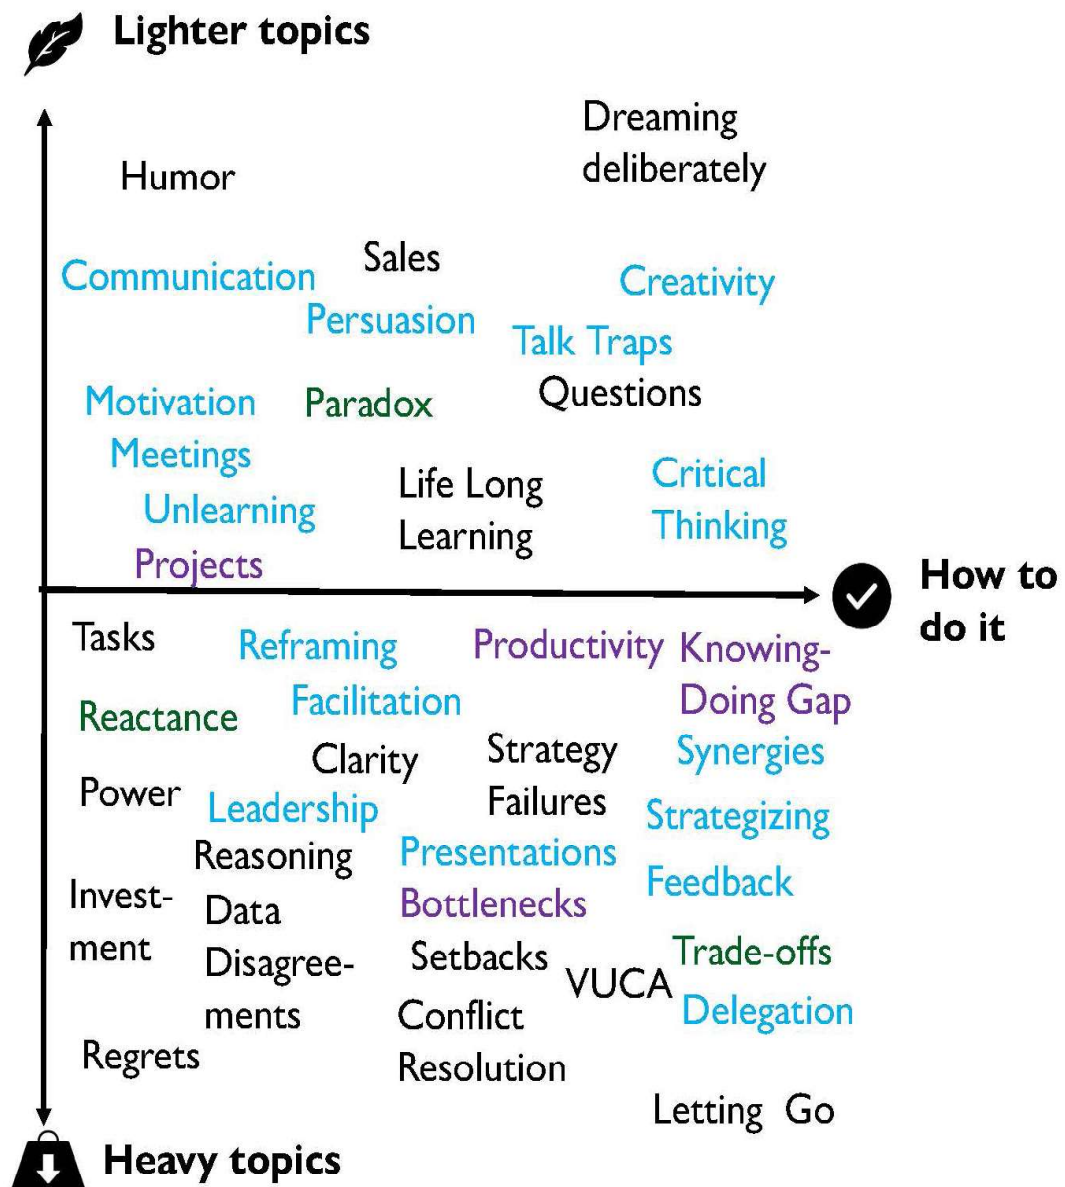 Lighter topics
Dreaming
deliberately
Humor
Sales
Communication
Creativity
Persuasion
Talk Traps
Questions
Motivation
Paradox
Meetings
Life Long
Learning
Critical
Thinking
Unlearning
Projects
How to
do it
Tasks
Reframing
Productivity
Knowing-
Doing Gap
Facilitation
Reactance
Clarity
Strategy
Failures
Synergies
Power
Leadership
Strategizing
Reasoning
Presentations
Feedback
Invest-
ment
Data
Bottlenecks
Disagree-
ments
Setbacks
VUCA
Trade-offs
Delegation
Conflict
Resolution
Regrets
Letting Go
Heavy topics